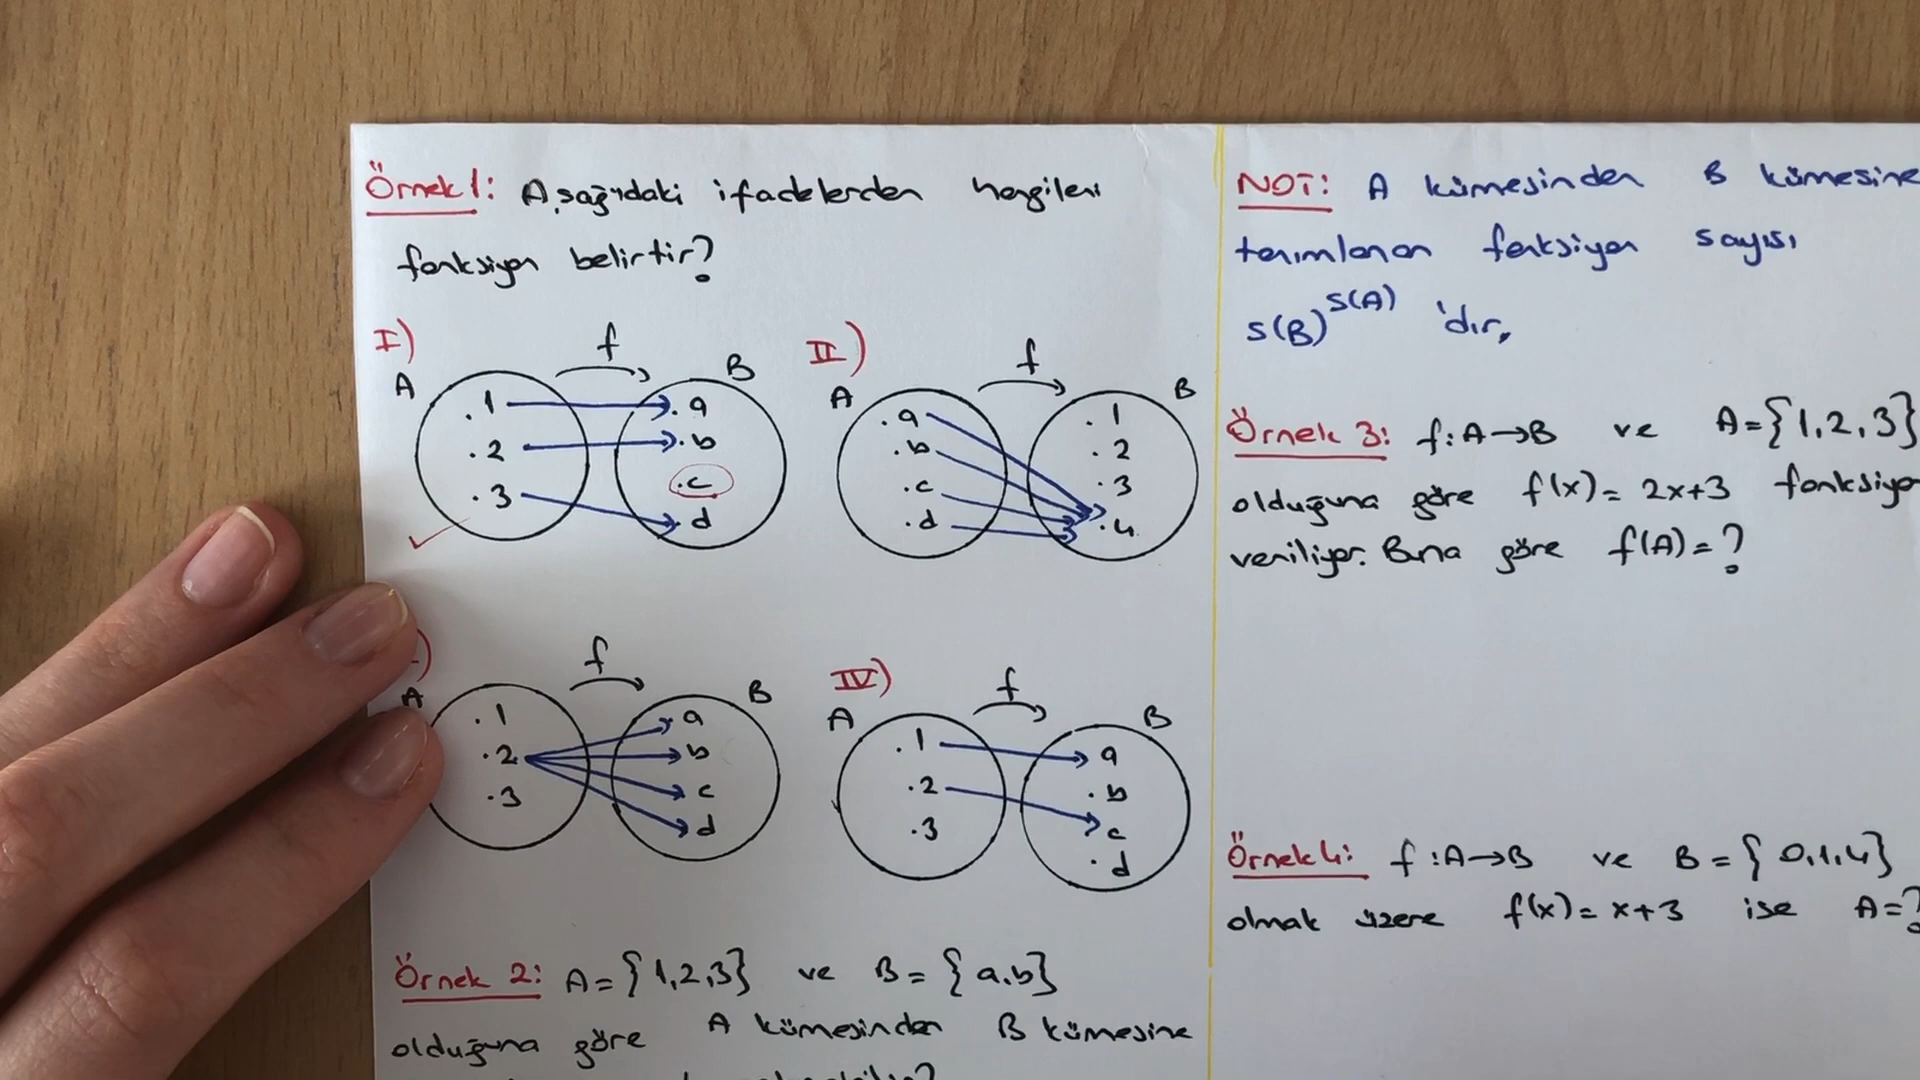 Örnek 1: Aşağıdaki ifadelerden hangileri
fonksiyon belirtir?
I)
f
A
B
.1
.2
.3
.a
.b
.c
.d
II)
f
A
B
.a
.b
.c
.d
.1
.2
.3
.4
)
f
A
B
.1
.2
.3
a
b
c
d
IV)
f
A
B
.1
.2
.3
a
.b
c
.d
Örnek 2: A={1,2,3} ve B={a,b}
olduğuna göre A kümesinden B kümesine
NOT: A kümesinden B kümesine
tanımlanan fonksiyon sayısı
s(B)^s(A) 'dır.
Örnek 3: f:A→B ve A={1,2,3}
olduğuna göre f(x)=2x+3 fonksiyo
veriliyor. Buna göre f(A)=?
Örnek 4: f:A→B ve B={0,1,4}
olmak üzere f(x)=x+3 ise A=?